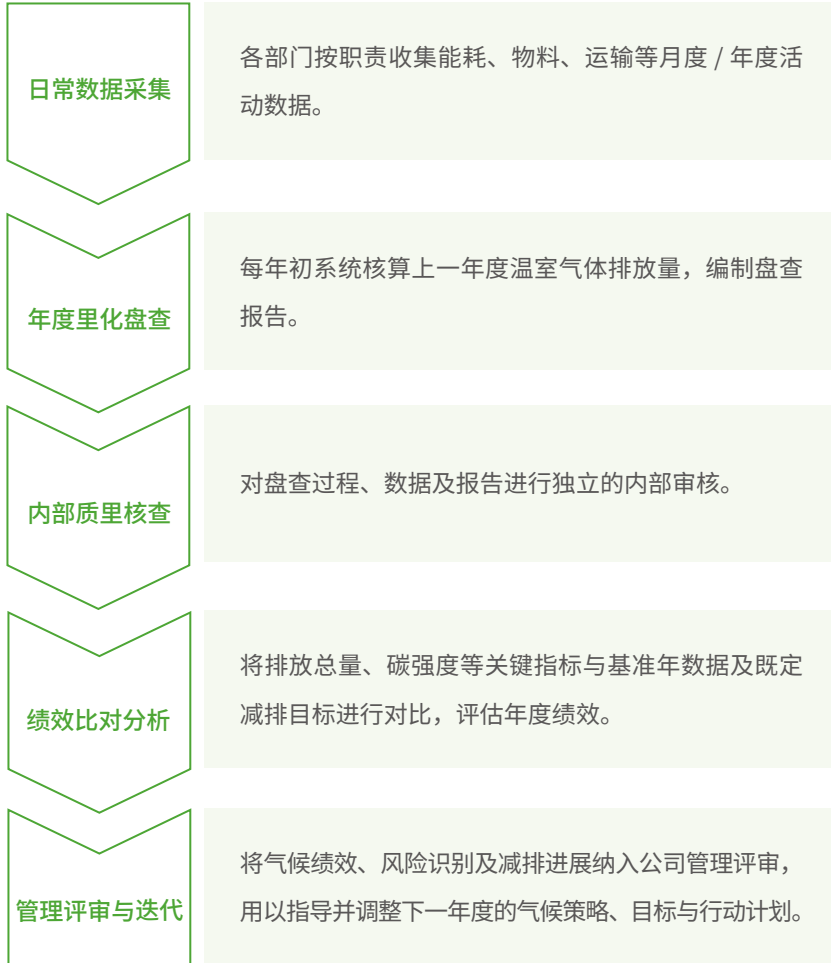 日常数据采集
各部门按职责收集能耗、物料、运输等月度 / 年度活
动数据。
年度里化盘查
每年初系统核算上一年度温室气体排放量，编制盘查
报告。
内部质里核查
对盘查过程、数据及报告进行独立的内部审核。
绩效比对分析
将排放总量、碳强度等关键指标与基准年数据及既定
减排目标进行对比，评估年度绩效。
管理评审与迭代
将气候绩效、风险识别及减排进展纳入公司管理评审，
用以指导并调整下一年度的气候策略、目标与行动计划。